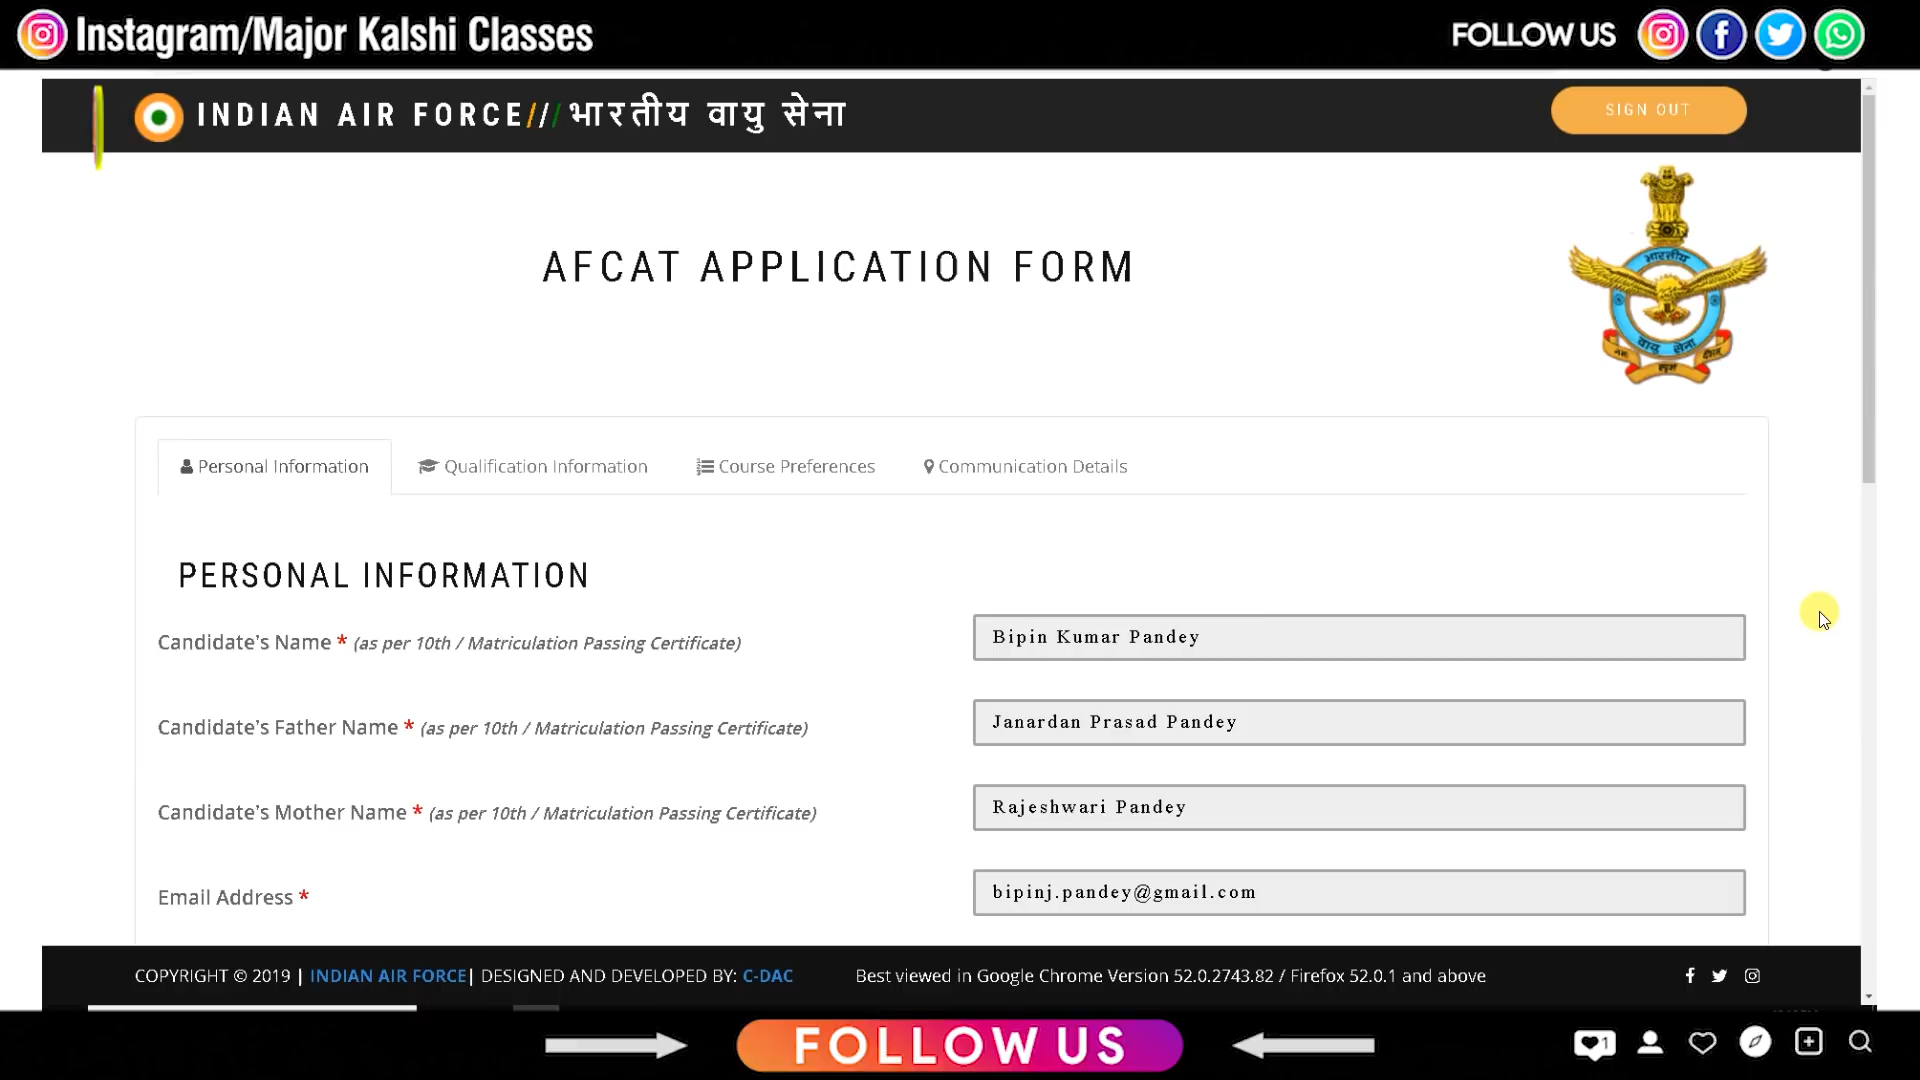 Instagram/Major Kalshi Classes
FOLLOW US
INDIAN AIR FORCE///भारतीय वायु सेना
SIGN OUT
भारतीय
वायु सेना
AFCAT APPLICATION FORM
Personal Information
Qualification Information
Course Preferences
Communication Details
PERSONAL INFORMATION
Candidate's Name * (as per 10th / Matriculation Passing Certificate)
Bipin Kumar Pandey
Candidate's Father Name * (as per 10th / Matriculation Passing Certificate)
Janardan Prasad Pandey
Candidate's Mother Name * (as per 10th / Matriculation Passing Certificate)
Rajeshwari Pandey
Email Address *
bipinj.pandey@gmail.com
COPYRIGHT © 2019 | INDIAN AIR FORCE| DESIGNED AND DEVELOPED BY: C-DAC
Best viewed in Google Chrome Version 52.0.2743.82 / Firefox 52.0.1 and above
FOLLOW US
1